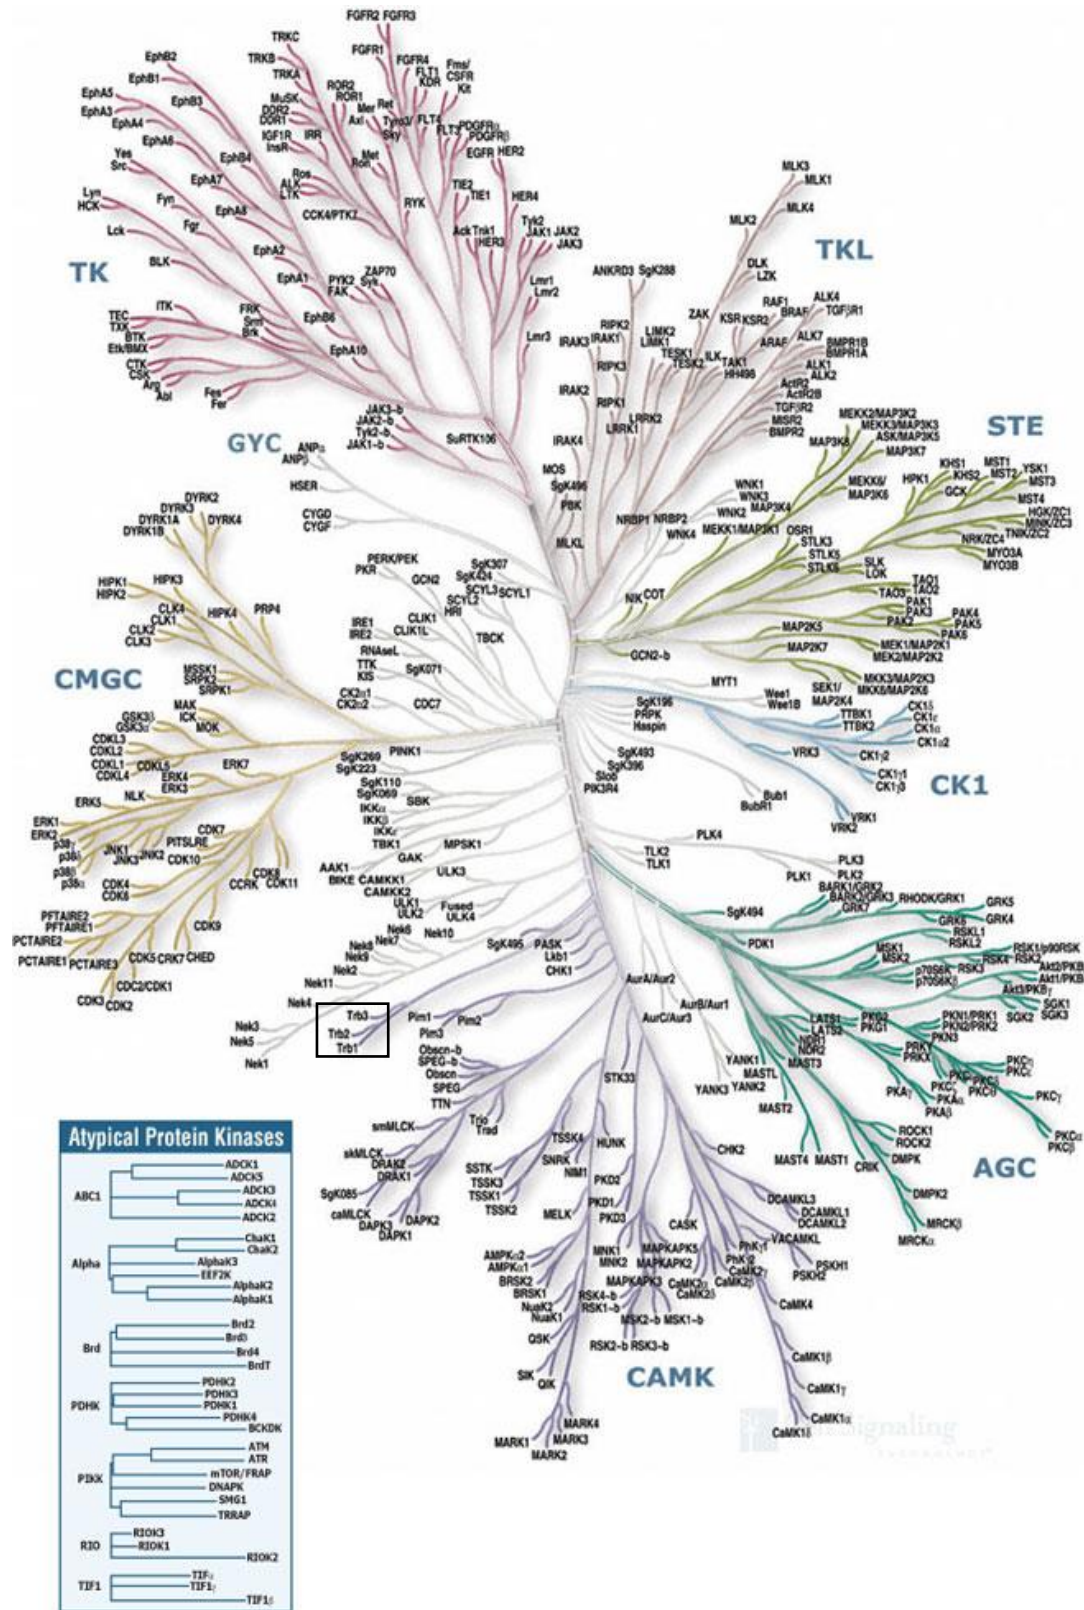 FGFR2 FGFR3
TRKC
FGFR1
TRKB
FGFR4
TRKA
FLT1
KDR
Fms/
CSFR
Kit
EphB2
EphB1
EphA5
EphA3
EphB3
EphA4
EphA6
EphB4
EphA7
EphA8
EphA2
EphA1
EphB6
EphA10
MuSK
DDR2
DDR1
ROR2
ROR1
IGF1R
InsR
IRR
Mer
Ret
Axl
Tyro3/
Sky
FLT4
FLT3
PDGFRα
PDGFRβ
EGFR
HER2
Met
Ron
Ros
ALK
LTK
CCK4/PTK7
RYK
TIE2
TIE1
HER4
Ack
Tnk1
HER3
Tyk2
JAK1
JAK2
JAK3
Lmr1
Lmr2
Lmr3
Yes
Src
Lyn
HCK
Fyn
Lck
Fgr
BLK
TK
ZAP70
Syk
PYK2
FAK
ITK
FRK
Srm
Brk
TEC
TXK
BTK
Etk/BMX
CTK
CSK
Arg
Abl
Fes
Fer
JAK3~b
JAK2~b
Tyk2~b
JAK1~b
SuRTK106
MLK3
MLK1
MLK4
MLK2
TKL
DLK
LZK
ANKRD3
SgK288
ZAK
KSR
KSR2
RAF1
BRAF
ARAF
ALK4
TGFβR1
ALK7
BMPR1B
BMPR1A
ALK1
ALK2
ActR2
ActR2B
TGFβR2
MISR2
BMPR2
IRAK3
IRAK1
RIPK2
RIPK3
LIMK2
LIMK1
TESK1
TESK2
ILK
TAK1
HH498
IRAK2
RIPK1
LRRK2
LRRK1
IRAK4
MOS
SgK496
PBK
MLKL
NRBP1
NRBP2
WNK1
WNK3
WNK2
WNK4
STE
MEKK2/MAP3K2
MEKK3/MAP3K3
ASK/MAP3K5
MAP3K8
MAP3K7
MEKK6/
MAP3K6
MAP3K4
MEKK1/MAP3K1
KHS1
KHS2
MST1
MST2
YSK1
MST3
HPK1
GCK
MST4
HGK/ZC1
MINK/ZC3
TNIK/ZC2
NRK/ZC4
MYO3A
MYO3B
OSR1
STLK3
STLK5
STLK6
SLK
LOK
TAO1
TAO2
TAO3
PAK1
PAK3
PAK2
PAK4
PAK5
PAK6
NIK
COT
MAP2K5
MAP2K7
MEK1/MAP2K1
MEK2/MAP2K2
GCN2~b
MKK3/MAP2K3
MKK6/MAP2K6
SEK1/
MAP2K4
MYT1
Wee1
Wee1B
GYC
ANPα
ANPβ
HSER
CYGD
CYGF
DYRK2
DYRK3
DYRK1A
DYRK1B
DYRK4
HIPK1
HIPK2
HIPK3
HIPK4
PRP4
CLK4
CLK1
CLK2
CLK3
MSSK1
SRPK2
SRPK1
CMGC
PERK/PEK
PKR
GCN2
SgK307
SgK424
SCYL3
SCYL1
SCYL2
HRI
CLIK1
CLIK1L
TBCK
IRE1
IRE2
RNAseL
TTK
KIS
SgK071
CK2α1
CK2α2
CDC7
SgK196
PRPK
Haspin
TTBK1
TTBK2
CK1δ
CK1ε
CK1α
CK1α2
CK1γ2
CK1γ1
CK1γ3
VRK3
VRK1
VRK2
CK1
MAK
ICK
MOK
GSK3β
GSK3α
CDKL3
CDKL2
CDKL1
CDKL5
CDKL4
ERK7
ERK4
ERK3
NLK
ERK5
ERK1
ERK2
p38γ
p38δ
p38β
p38α
JNK1
JNK3
JNK2
CDK7
PITSLRE
CDK10
CDK4
CDK6
CDK8
CDK11
CCRK
PFTAIRE2
PFTAIRE1
PCTAIRE2
PCTAIRE1
PCTAIRE3
CDK9
CHED
CRK7
CDK5
CDC2/CDK1
CDK3
CDK2
PINK1
SgK269
SgK223
SgK110
SgK069
SBK
IKKα
IKKβ
IKKε
TBK1
MPSK1
GAK
AAK1
BIKE
CAMKK1
CAMKK2
ULK3
ULK1
ULK2
Fused
ULK4
Nek6
Nek7
Nek10
Nek8
Nek9
Nek2
Nek11
Nek4
Nek3
Nek5
Nek1
SgK493
SgK396
Slob
PIK3R4
Bub1
BubR1
PLK4
TLK2
TLK1
PLK3
PLK1
PLK2
BARK1/GRK2
BARK2/GRK3
GRK7
RHODK/GRK1
GRK5
GRK6
GRK4
SgK494
PDK1
RSKL1
RSKL2
MSK1
MSK2
RSK1/p90RSK
RSK4
RSK2
RSK3
p70S6K
p70S6Kβ
Akt2/PKB
Akt1/PKB
Akt3/PKBγ
SGK1
SGK2
SGK3
LATS1
LATS2
NDR1
NDR2
PKG2
PKG1
PKN1/PRK1
PKN2/PRK2
PKN3
PRKY
PRKX
PKAγ
PKAα
PKAβ
PKCζ
PKCδ
PKCθ
PKCη
PKCε
PKCγ
PKCα
PKCβ
MAST3
MASTL
MAST2
MAST4
MAST1
YANK1
YANK2
YANK3
ROCK1
ROCK2
DMPK
CRIK
DMPK2
MRCKβ
MRCKα
AGC
SgK495
PASK
Lkb1
CHK1
AurA/Aur2
AurB/Aur1
AurC/Aur3
Trb3
Trb2
Trb1
Pim1
Pim2
Pim3
Obscn~b
SPEG~b
Obscn
SPEG
TTN
STK33
smMLCK
Trio
Trad
skMLCK
DRAK2
DRAK1
SgK085
caMLCK
DAPK3
DAPK2
DAPK1
TSSK4
SSTK
TSSK3
TSSK1
TSSK2
SNRK
NIM1
HUNK
CHK2
PKD2
PKD1
PKD3
MELK
DCAMKL3
DCAMKL1
DCAMKL2
CASK
VACAMKL
PhKγ1
PhKγ2
PSKH1
PSKH2
AMPKα2
AMPKα1
BRSK2
BRSK1
NuaK2
NuaK1
MNK1
MNK2
MAPKAPK5
MAPKAPK2
MAPKAPK3
CaMK2γ
CaMK2α
CaMK2β
CaMK2δ
CaMK4
RSK4~b
RSK1~b
MSK2~b
MSK1~b
RSK2~b
RSK3~b
QSK
SIK
QIK
MARK4
MARK1
MARK3
MARK2
CaMK1β
CaMK1γ
CaMK1α
CaMK1δ
CAMK
Signaling
Atypical Protein Kinases
ABC1
ADCK1
ADCK5
ADCK3
ADCK4
ADCK2
Alpha
ChaK1
ChaK2
AlphaK3
EEF2K
AlphaK2
AlphaK1
Brd
Brd2
Brd3
Brd4
BrdT
PDHK
PDHK2
PDHK3
PDHK1
PDHK4
BCKDK
PIKK
ATM
ATR
mTOR/FRAP
DNAPK
SMG1
TRRAP
RIO
RIOK3
RIOK1
RIOK2
TIF1
TIFα
TIF1γ
TIF1β